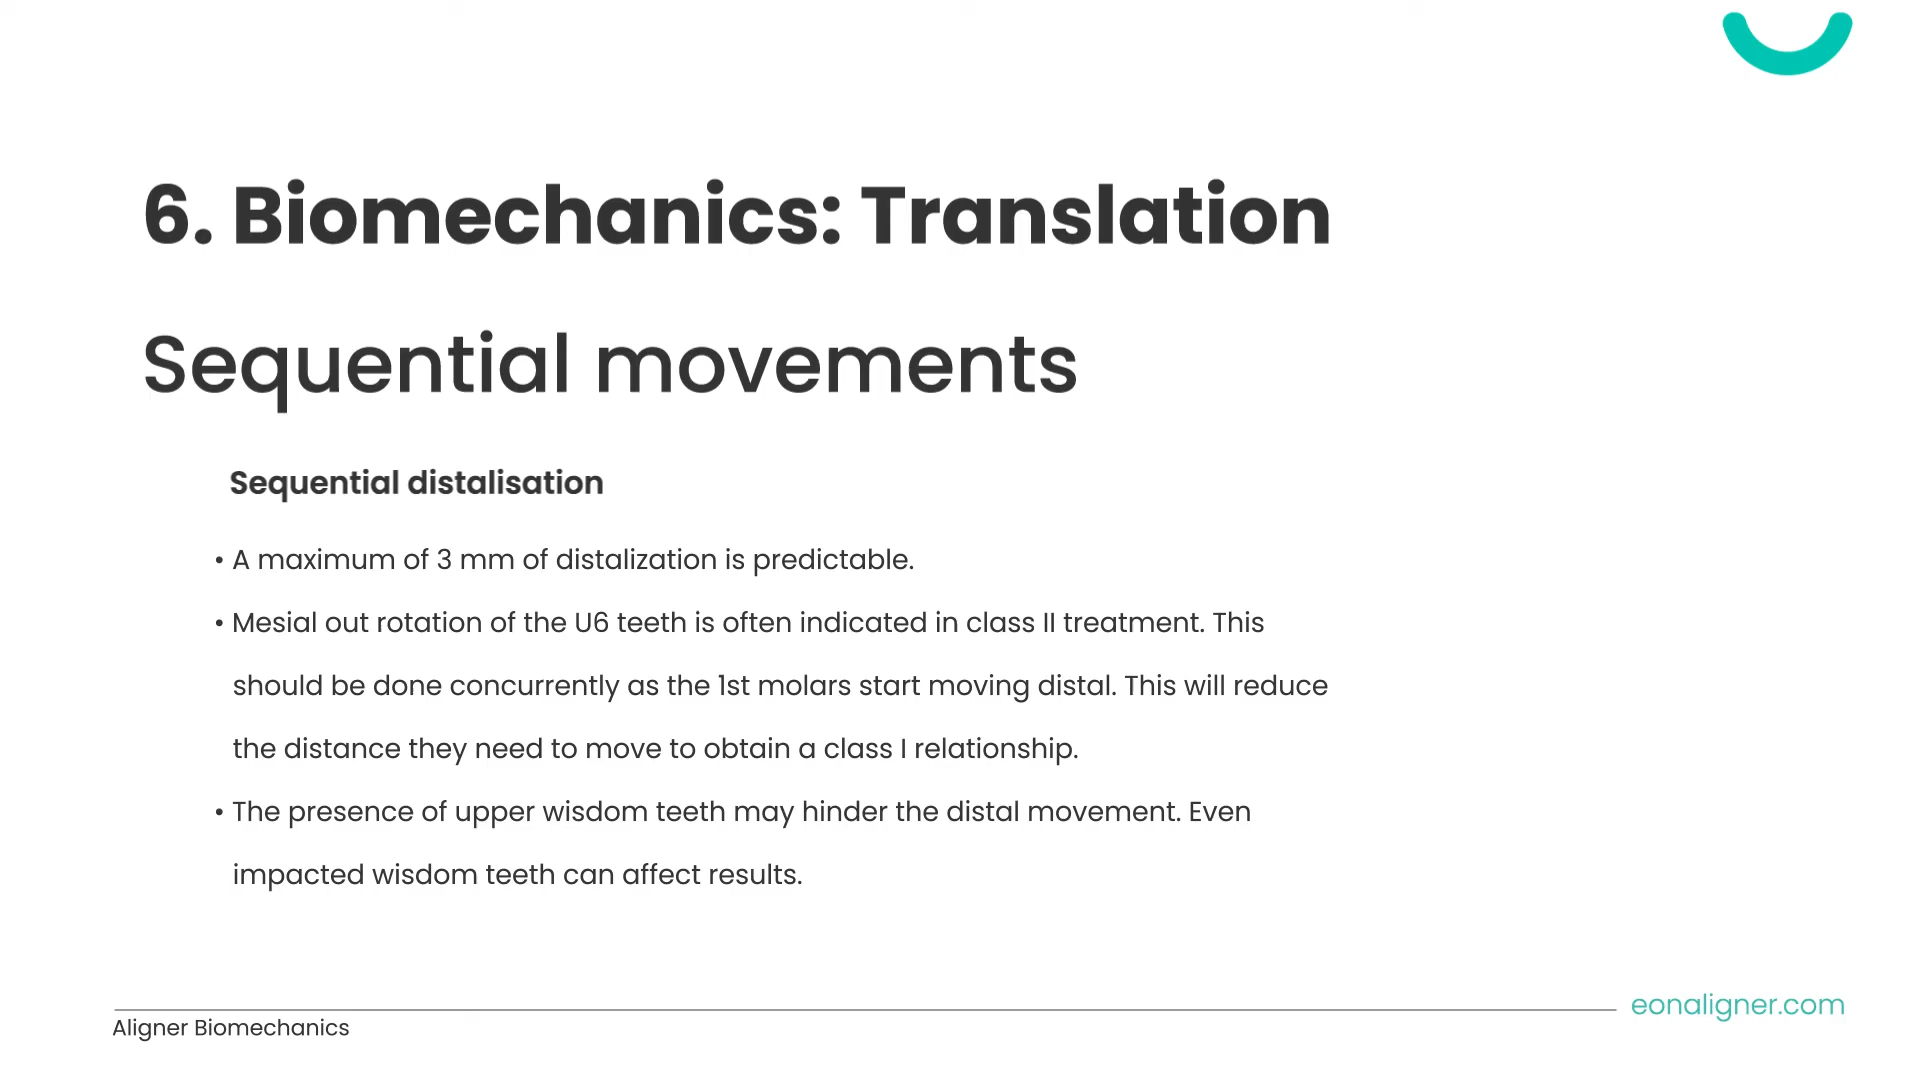 6. Biomechanics: Translation
Sequential movements
Sequential distalisation
• A maximum of 3 mm of distalization is predictable.
• Mesial out rotation of the U6 teeth is often indicated in class II treatment. This
should be done concurrently as the 1st molars start moving distal. This will reduce
the distance they need to move to obtain a class I relationship.
• The presence of upper wisdom teeth may hinder the distal movement. Even
impacted wisdom teeth can affect results.
eonaligner.com
Aligner Biomechanics